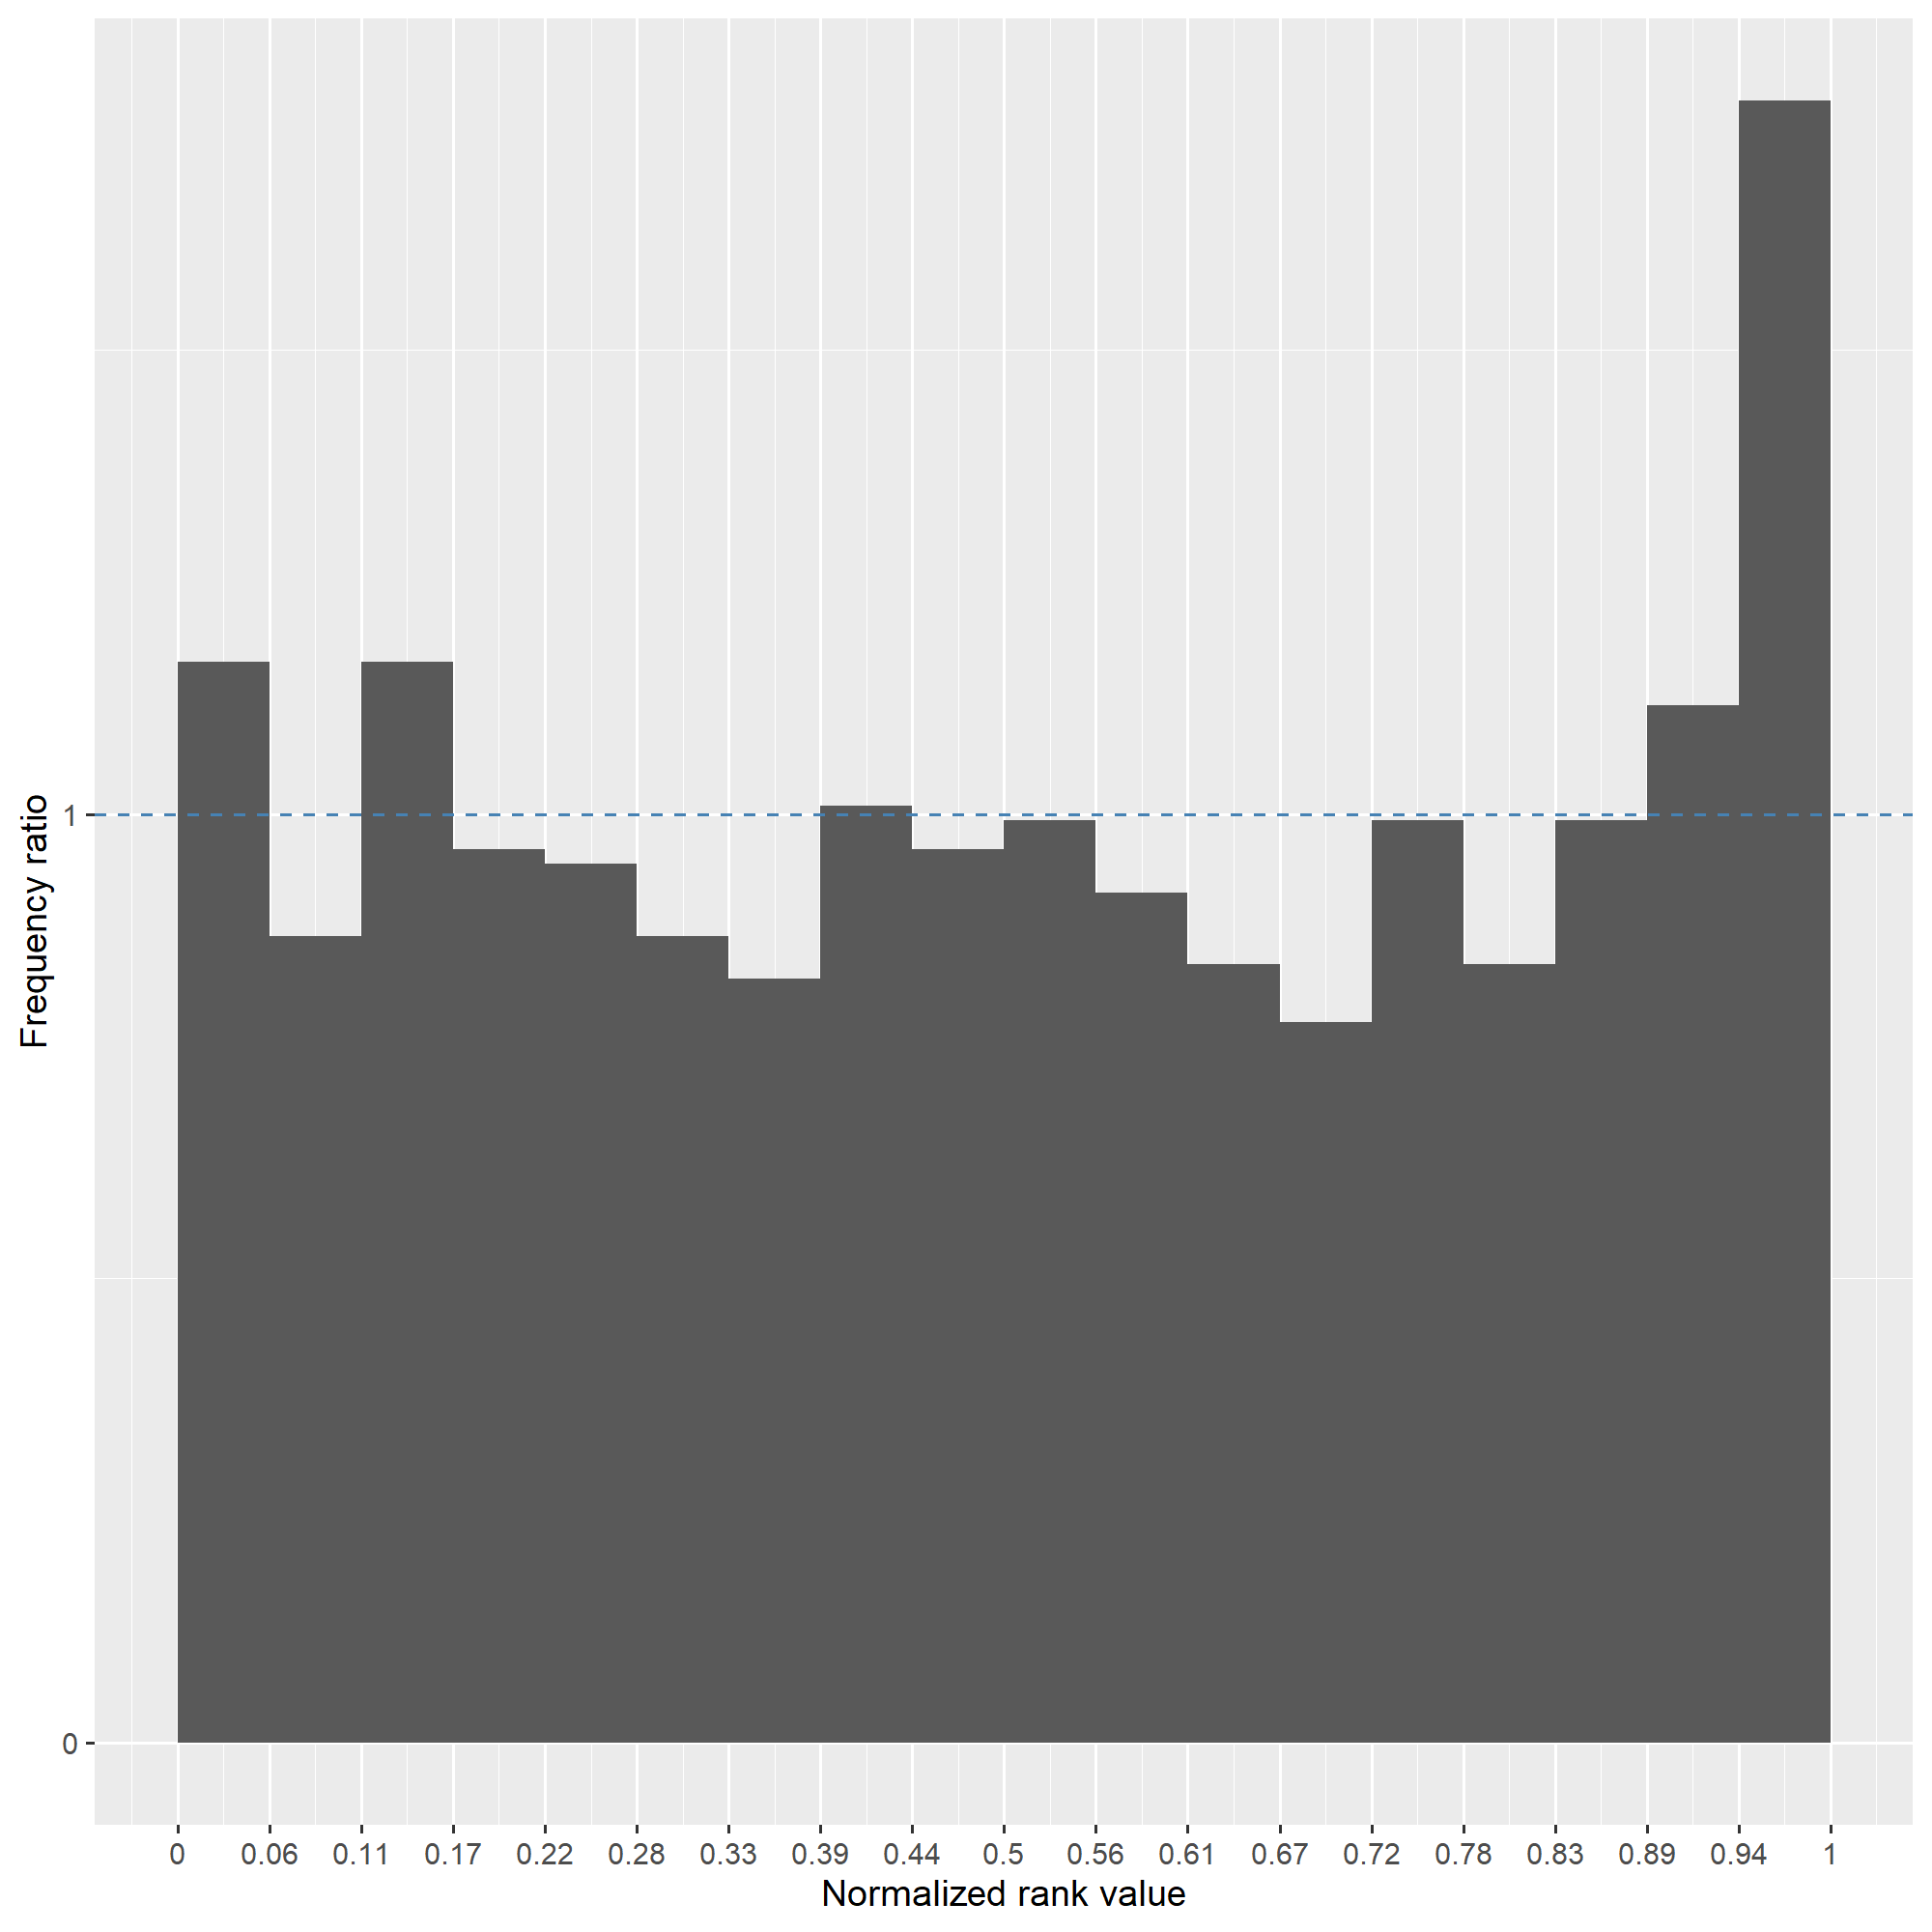 Frequency ratio
1
0
0 0.06 0.11 0.17 0.22 0.28 0.33 0.39 0.44 0.5 0.56 0.61 0.67 0.72 0.78 0.83 0.89 0.94 1
Normalized rank value